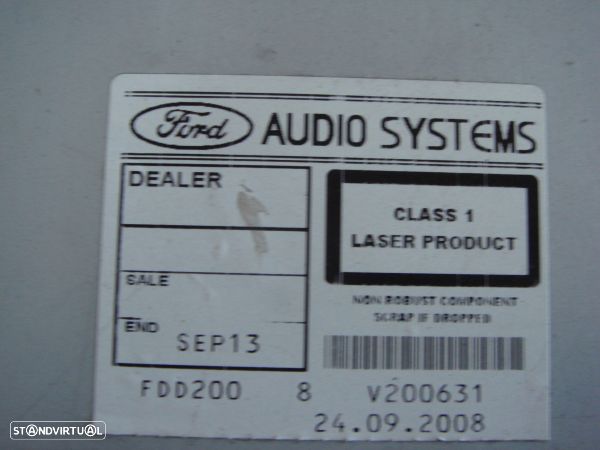 Ford AUDIO SYSTEMS
DEALER
CLASS 1
LASER PRODUCT
SALE
NON ROBUST COMPONENT
SCRAP IF DROPPED
END SEP13
FDD200 8 V200631
24.09.2008
STANDVIRTUAL